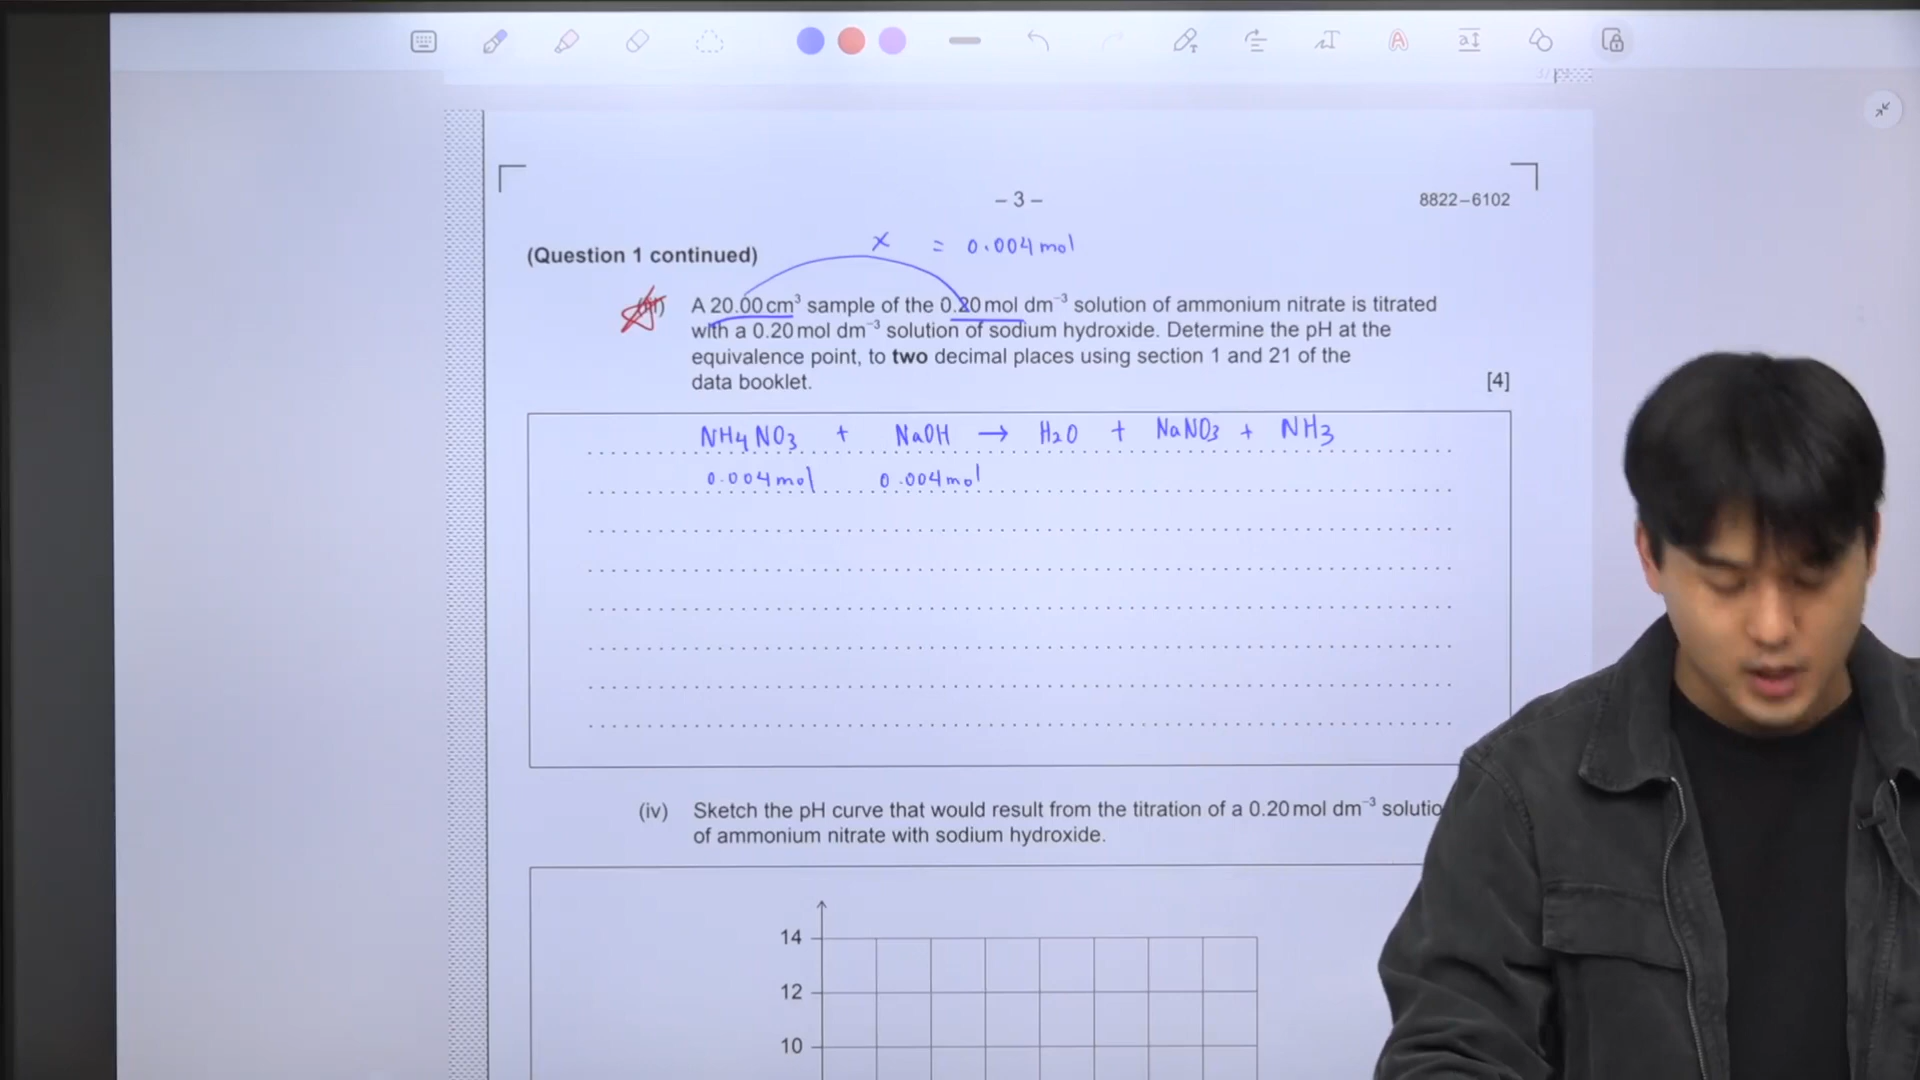 – 3 –
8822–6102
(Question 1 continued)
x = 0.004 mol
A 20.00 cm³ sample of the 0.20 mol dm⁻³ solution of ammonium nitrate is titrated
with a 0.20 mol dm⁻³ solution of sodium hydroxide. Determine the pH at the
equivalence point, to two decimal places using section 1 and 21 of the
data booklet.
[4]
NH₄NO₃ + NaOH → H₂O + NaNO₃ + NH₃
0.004 mol 0.004 mol
(iv) Sketch the pH curve that would result from the titration of a 0.20 mol dm⁻³ solutio
of ammonium nitrate with sodium hydroxide.
14
12
10